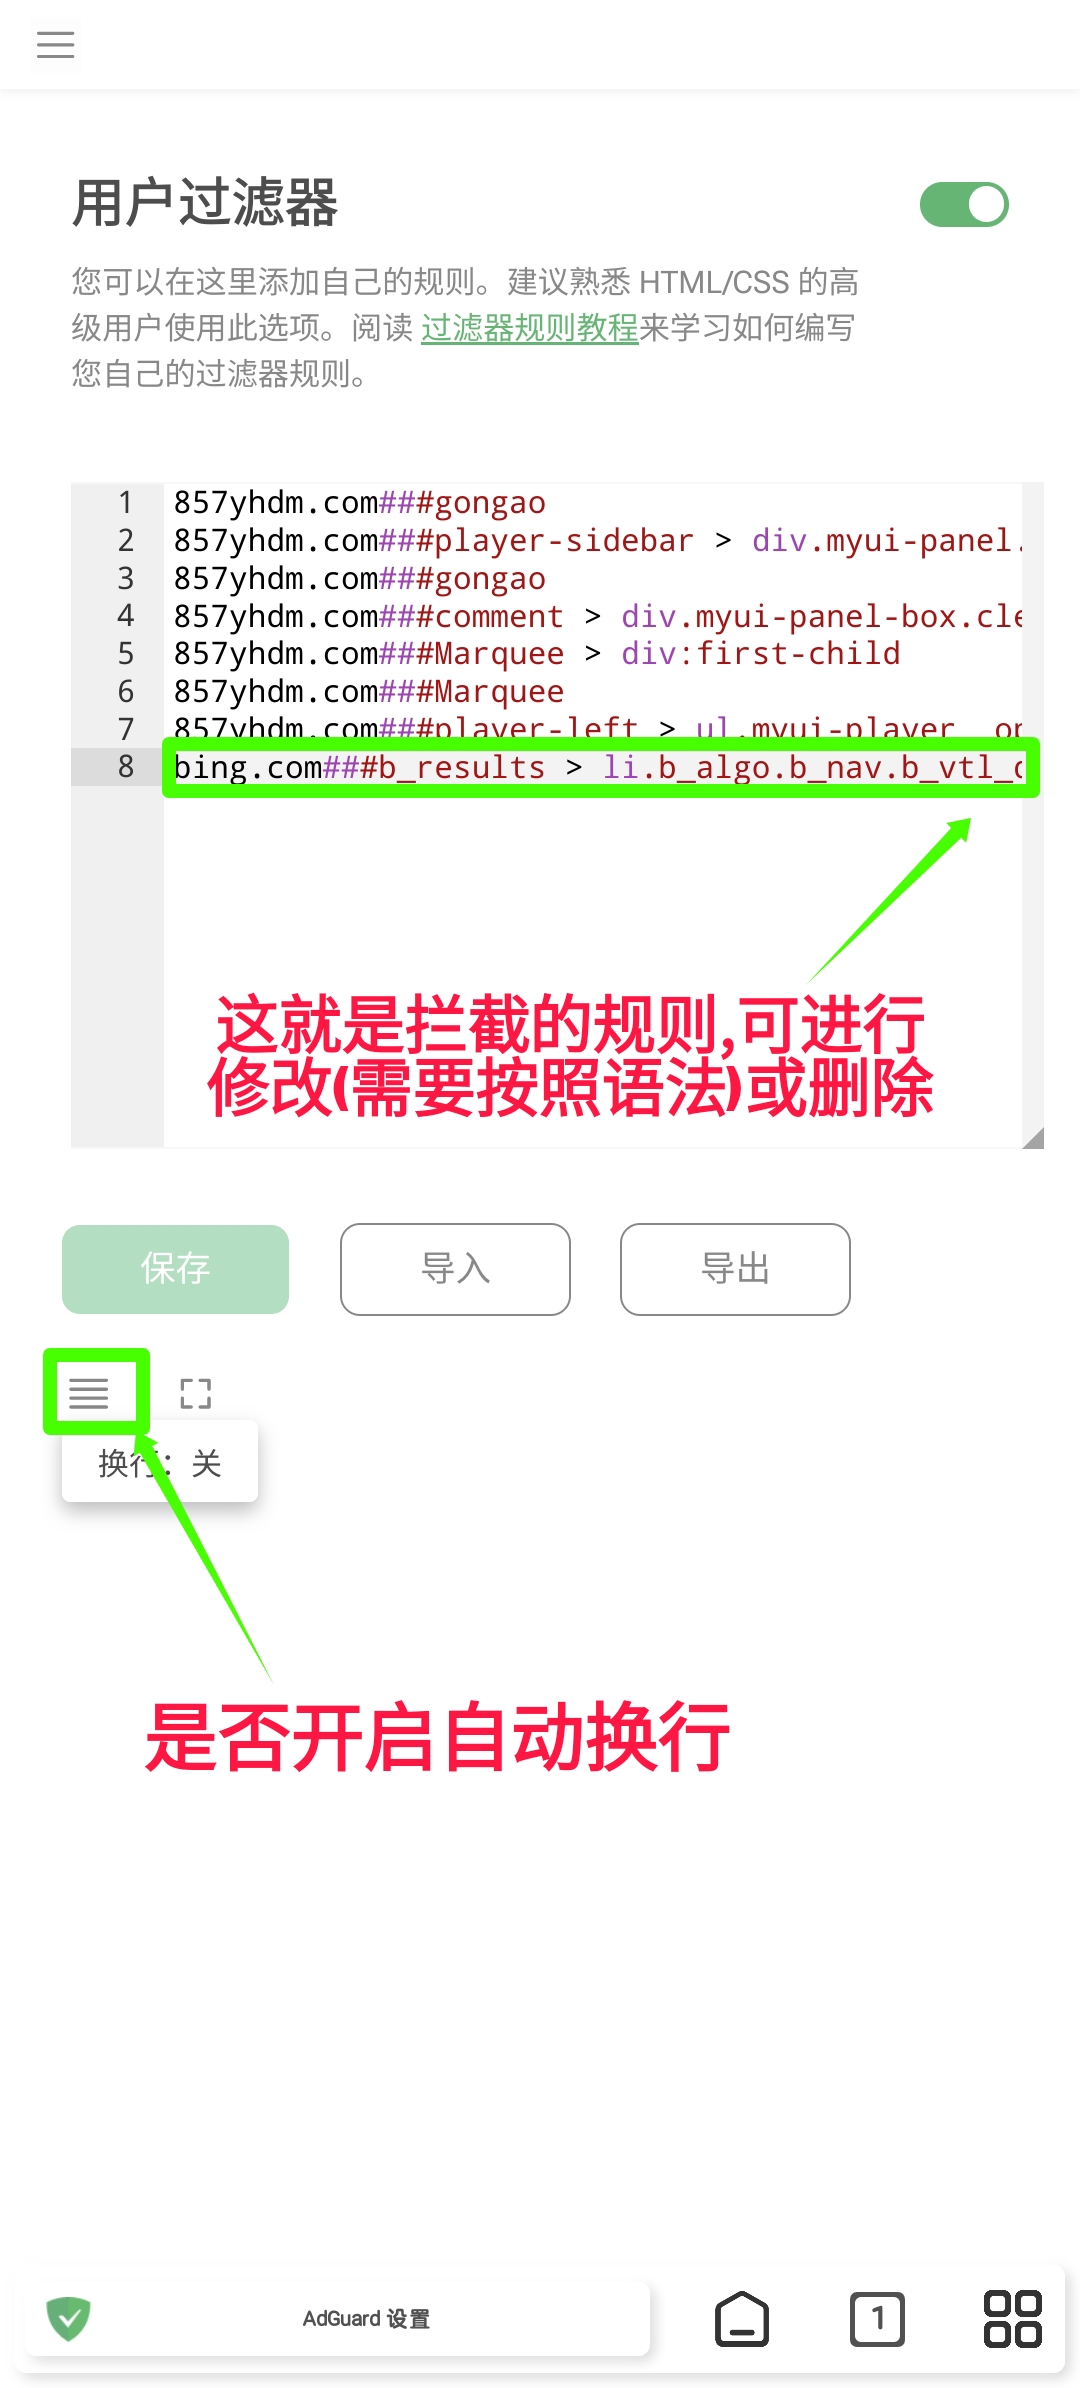 用户过滤器
您可以在这里添加自己的规则。建议熟悉 HTML/CSS 的高
级用户使用此选项。阅读 过滤器规则教程来学习如何编写
您自己的过滤器规则。
1 857yhdm.com###gongao
2 857yhdm.com###player-sidebar > div.myui-panel.
3 857yhdm.com###gongao
4 857yhdm.com###comment > div.myui-panel-box.cle
5 857yhdm.com###Marquee > div:first-child
6 857yhdm.com###Marquee
7 857yhdm.com###player-left > ul.myui-player__op
8 bing.com###b_results > li.b_algo.b_nav.b_vtl_
这就是拦截的规则,可进行
修改(需要按照语法)或删除
保存 导入 导出
换行：关
是否开启自动换行
AdGuard 设置 1